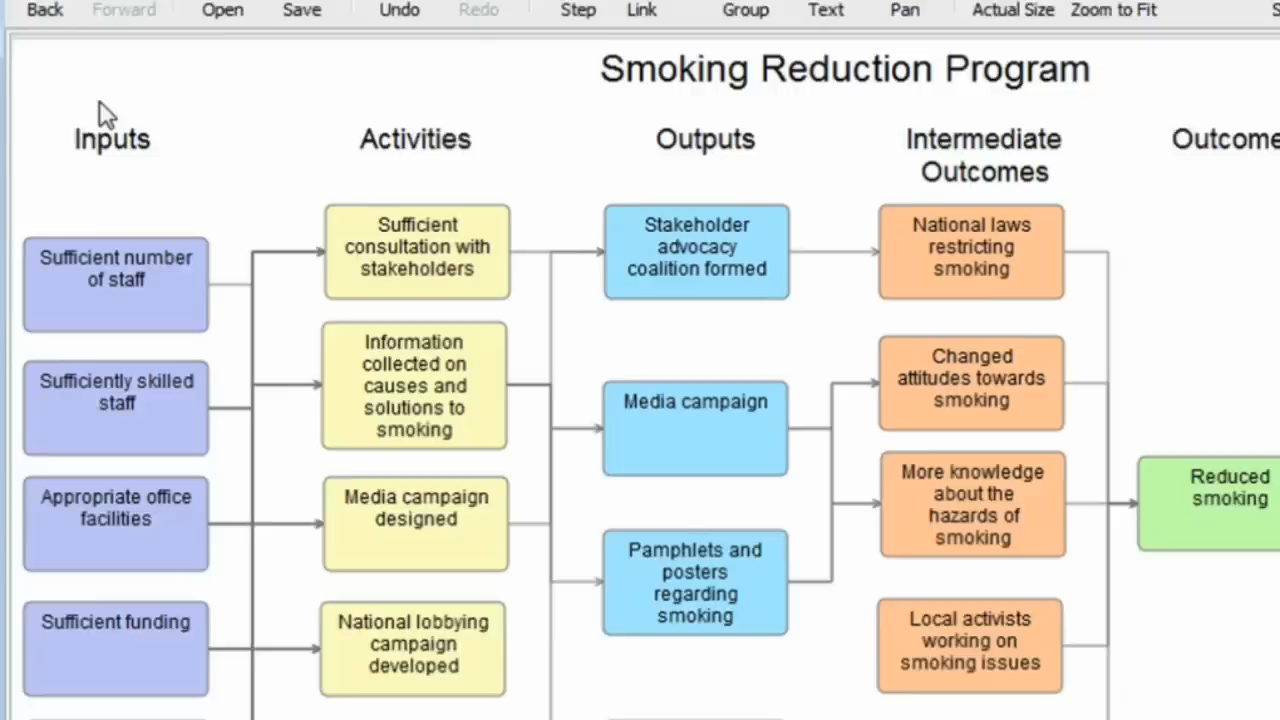 Back Forward Open Save Undo Redo Step Link Group Text Pan Actual Size Zoom to Fit
Smoking Reduction Program
Inputs
Activities
Outputs
Intermediate
Outcomes
Sufficient number
of staff
Sufficiently skilled
staff
Appropriate office
facilities
Sufficient funding
Sufficient
consultation with
stakeholders
Information
collected on
causes and
solutions to
smoking
Media campaign
designed
National lobbying
campaign
developed
Stakeholder
advocacy
coalition formed
Media campaign
Pamphlets and
posters
regarding
smoking
National laws
restricting
smoking
Changed
attitudes towards
smoking
More knowledge
about the
hazards of
smoking
Local activists
working on
smoking issues
Reduced
smoking